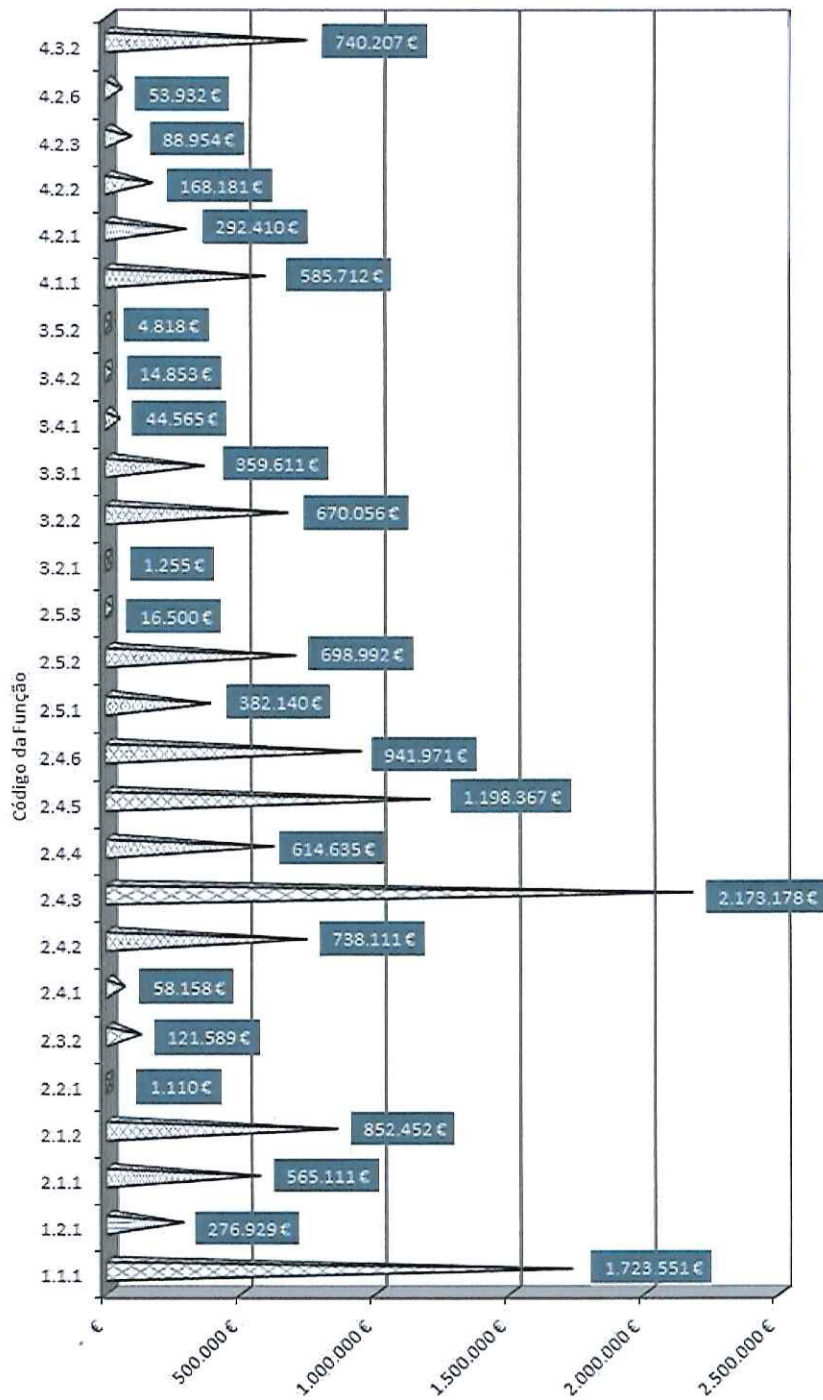 4.3.2 740.207 €
4.2.6 53.932 €
4.2.3 88.954 €
4.2.2 168.181 €
4.2.1 292.410 €
4.1.1 585.712 €
3.5.2 4.818 €
3.4.2 14.853 €
3.4.1 44.565 €
3.3.1 359.611 €
3.2.2 670.056 €
3.2.1 1.255 €
2.5.3 16.500 €
2.5.2 698.992 €
2.5.1 382.140 €
2.4.6 941.971 €
2.4.5 1.198.367 €
2.4.4 614.635 €
2.4.3 2.173.178 €
2.4.2 738.111 €
2.4.1 58.158 €
2.3.2 121.589 €
2.2.1 1.110 €
2.1.2 852.452 €
2.1.1 565.111 €
1.2.1 276.929 €
1.1.1 1.723.551 €
Código da Função
€ 500.000 € 1.000.000 € 1.500.000 € 2.000.000 € 2.500.000 €